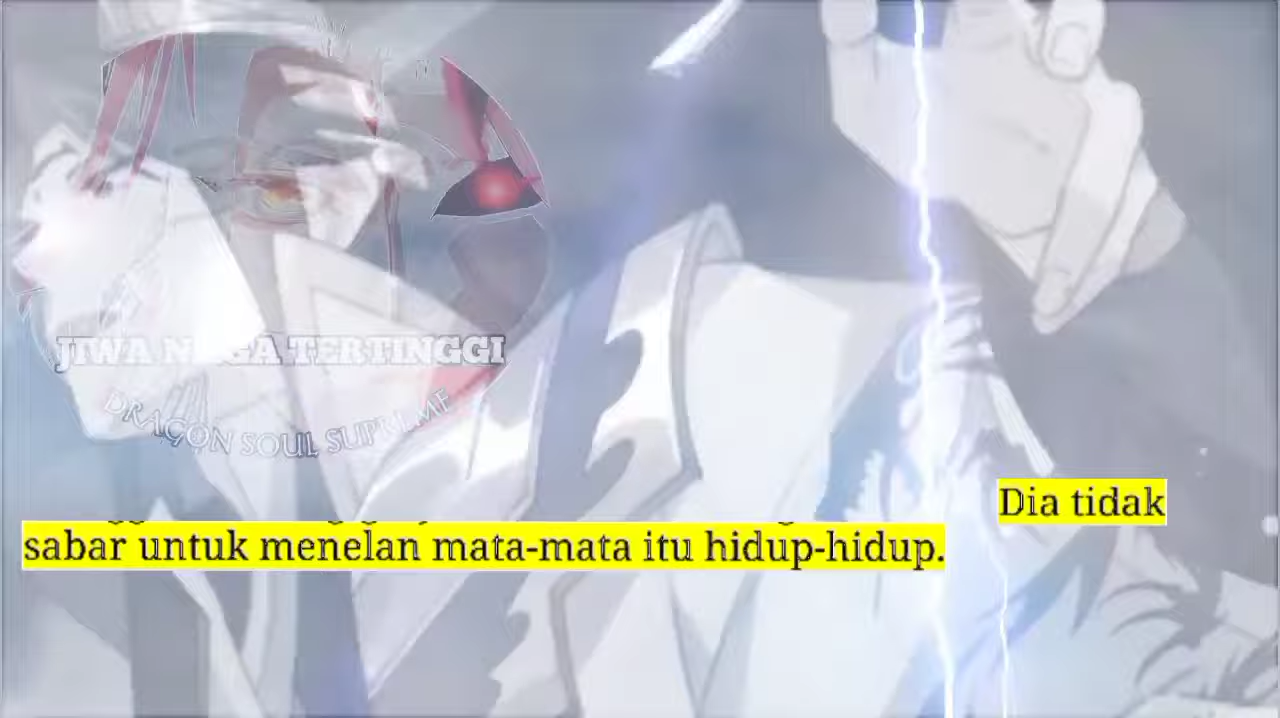 JIWA NAGA TERTINGGI
DRAGON SOUL SUPREME
Dia tidak
sabar untuk menelan mata-mata itu hidup-hidup.